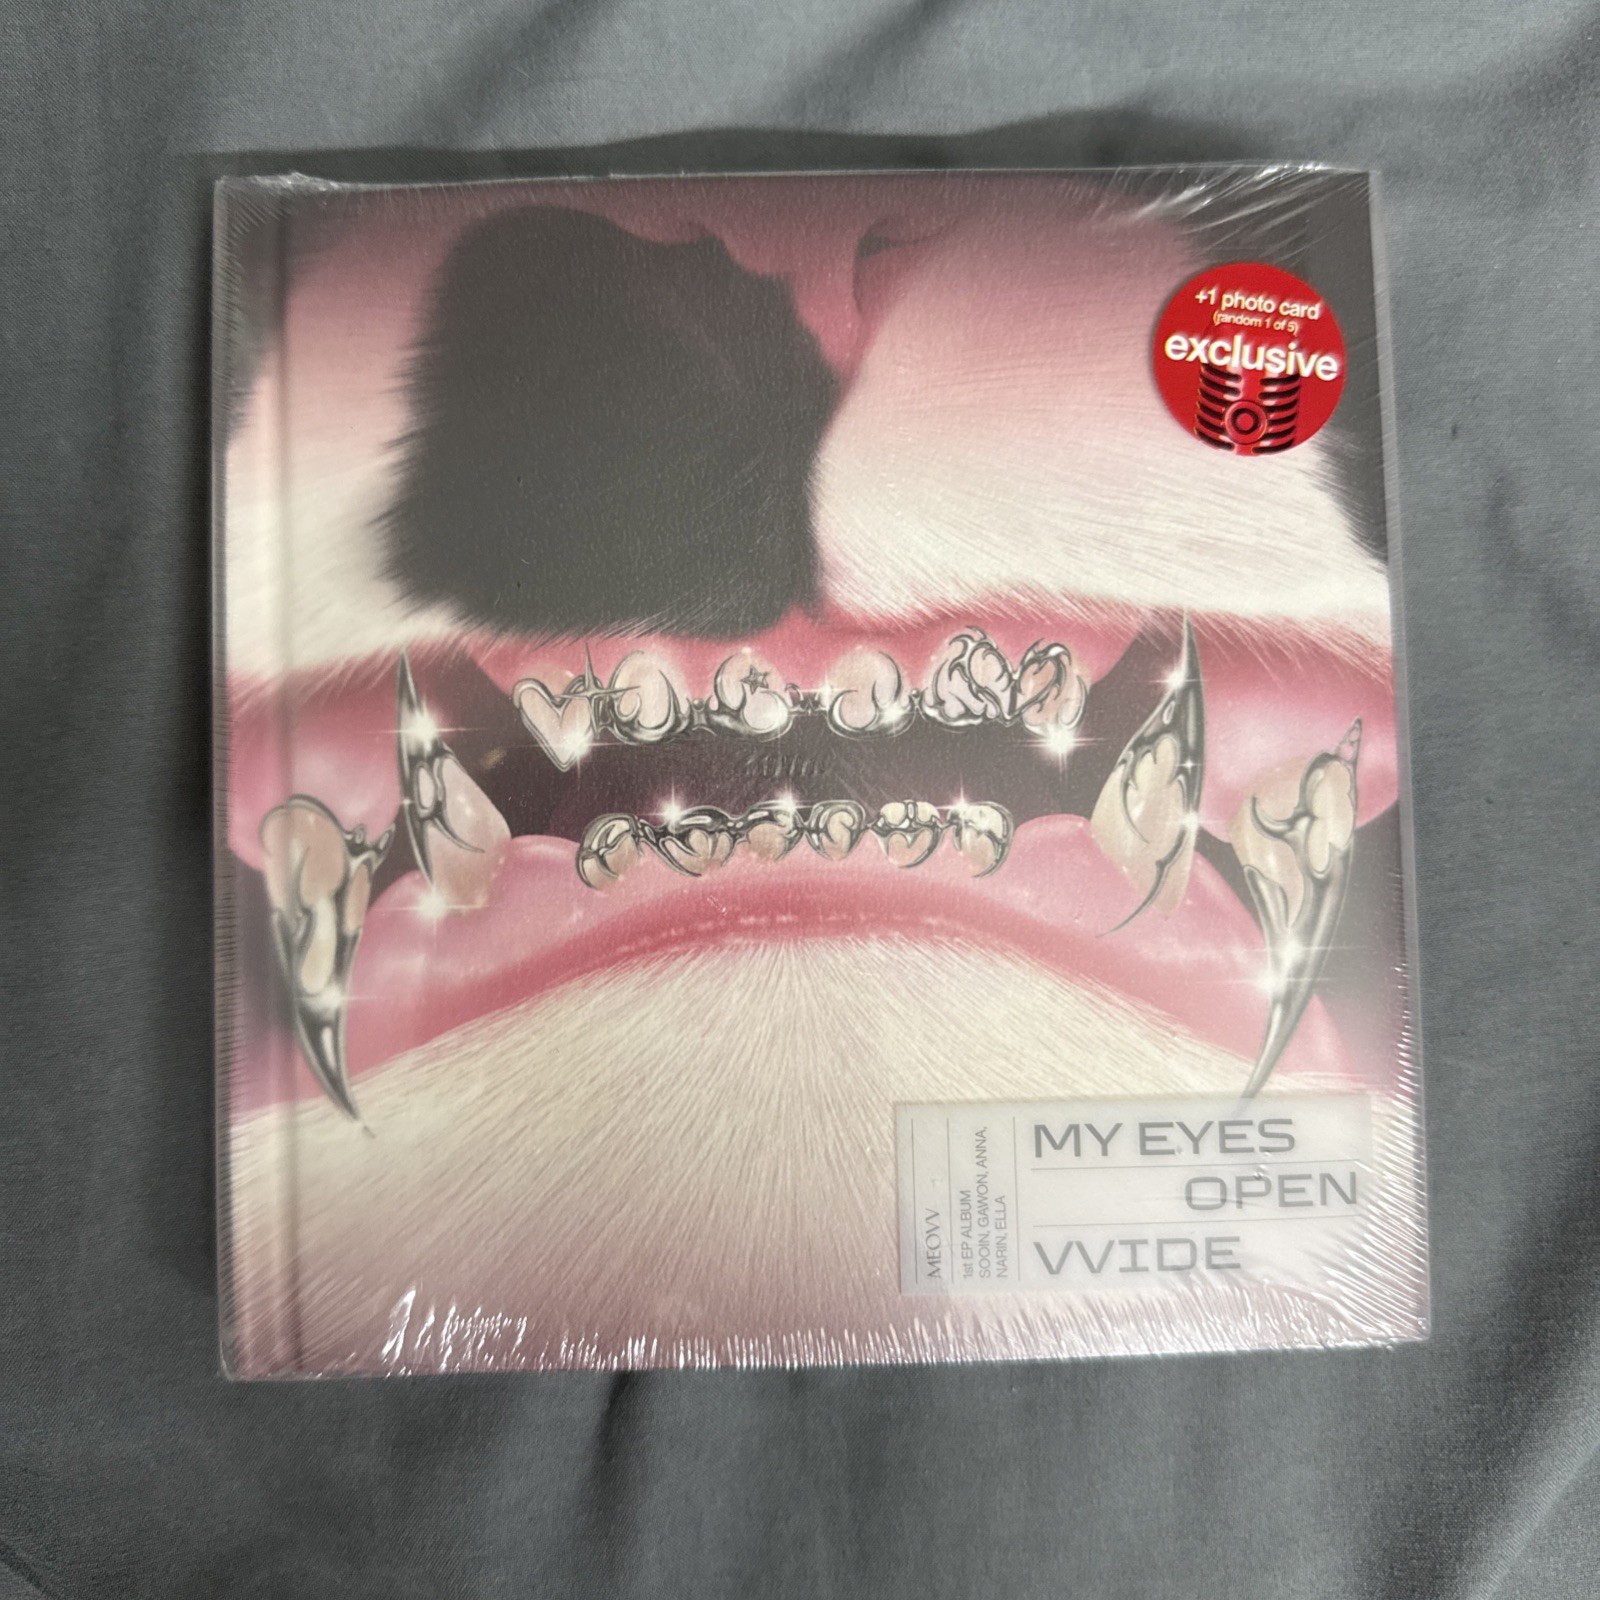 +1 photo card
(random 1 of 5)
exclusive
MEOVV
1st EP ALBUM
SOOIN, GAWON, ANNA,
NARIN, ELLA
MY EYES
OPEN
VVIDE